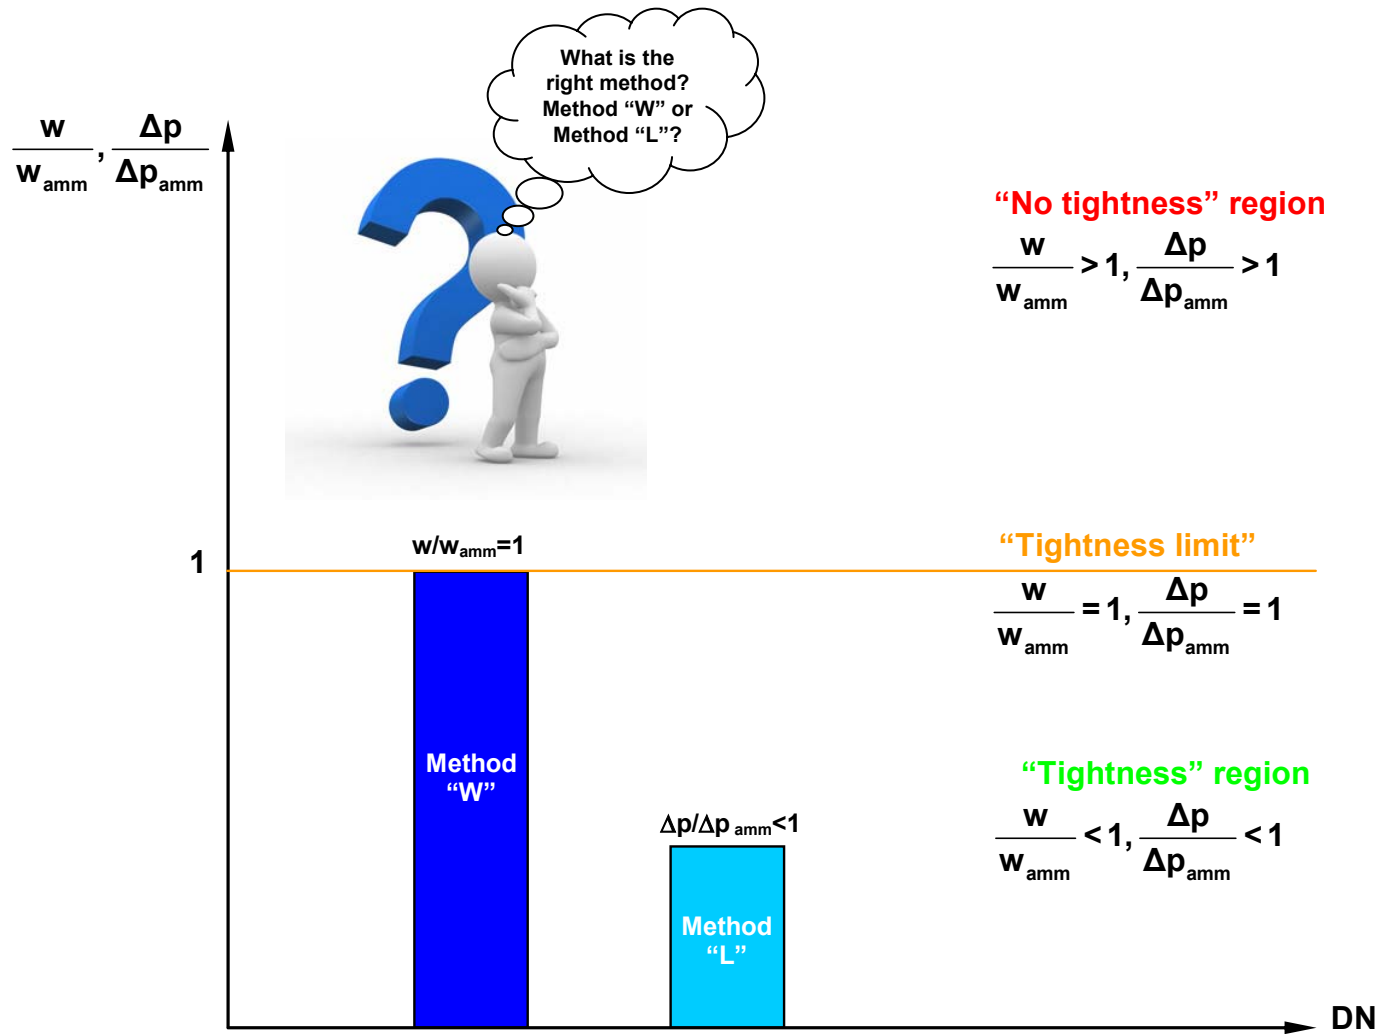 What is the
right method?
Method “W” or
Method “L”?
w/w_amm, Δp/Δp_amm
“No tightness” region
w/w_amm > 1, Δp/Δp_amm > 1
1
w/w_amm=1
“Tightness limit”
w/w_amm = 1, Δp/Δp_amm = 1
Method
“W”
“Tightness” region
Δp/Δp_amm<1
w/w_amm < 1, Δp/Δp_amm < 1
Method
“L”
DN